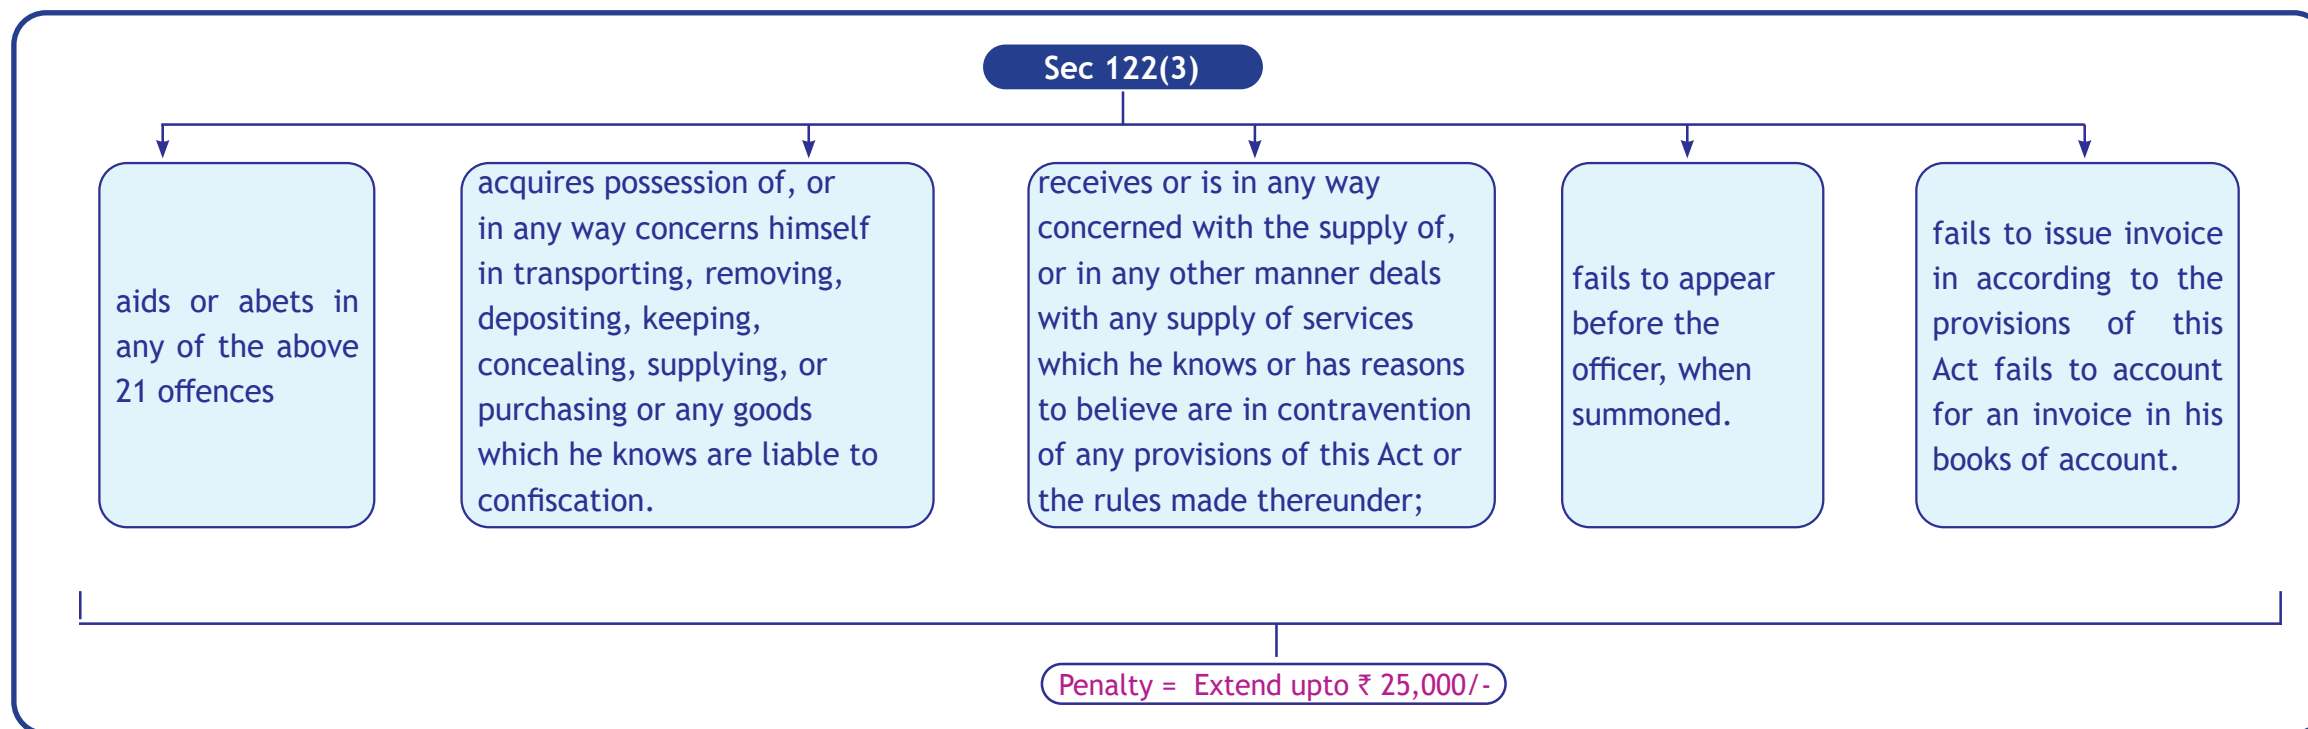 Sec 122(3)
aids or abets in
any of the above
21 offences
acquires possession of, or
in any way concerns himself
in transporting, removing,
depositing, keeping,
concealing, supplying, or
purchasing or any goods
which he knows are liable to
confiscation.
receives or is in any way
concerned with the supply of,
or in any other manner deals
with any supply of services
which he knows or has reasons
to believe are in contravention
of any provisions of this Act or
the rules made thereunder;
fails to appear
before the
officer, when
summoned.
fails to issue invoice
in according to the
provisions of this
Act fails to account
for an invoice in his
books of account.
Penalty = Extend upto ₹ 25,000/-